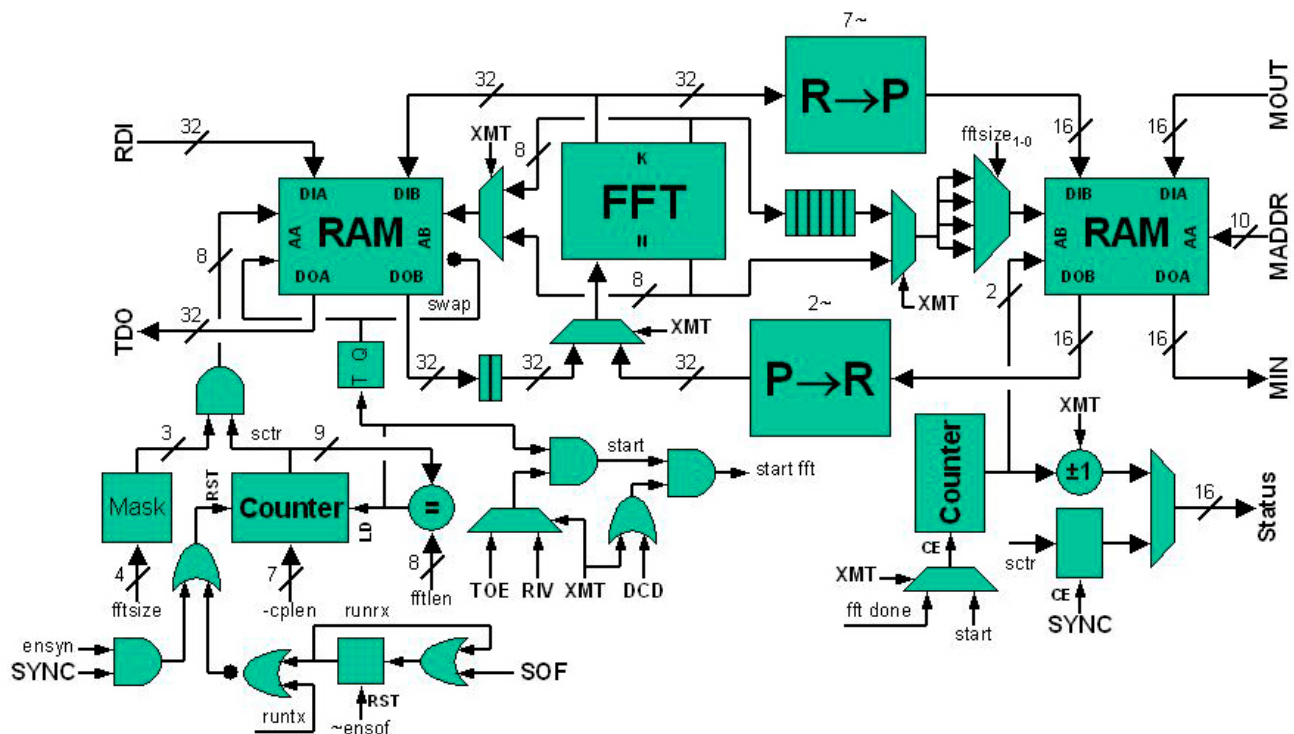 7~
32
32
R→P
RDI
32
XMT
8
fftsize1-0
16
16
MOUT
K
FFT
N
DIA
DIB
RAM
AA
AB
DOA
DOB
DIB
DIA
RAM
AB
AA
DOB
DOA
10
MADDR
8
8
swap
XMT
2
TDO
32
XMT
2~
P→R
T Q
32
32
32
16
16
MIN
3
sctr
9
XMT
Mask
RST
Counter
LD
=
start
start fft
Counter
CE
±1
16
Status
4
fftsize
7
-cplen
8
fftlen
TOE
RIV
XMT
DCD
XMT
fft done
start
sctr
CE
SYNC
ensyn
SYNC
runrx
SOF
runtx
RST
~ensof